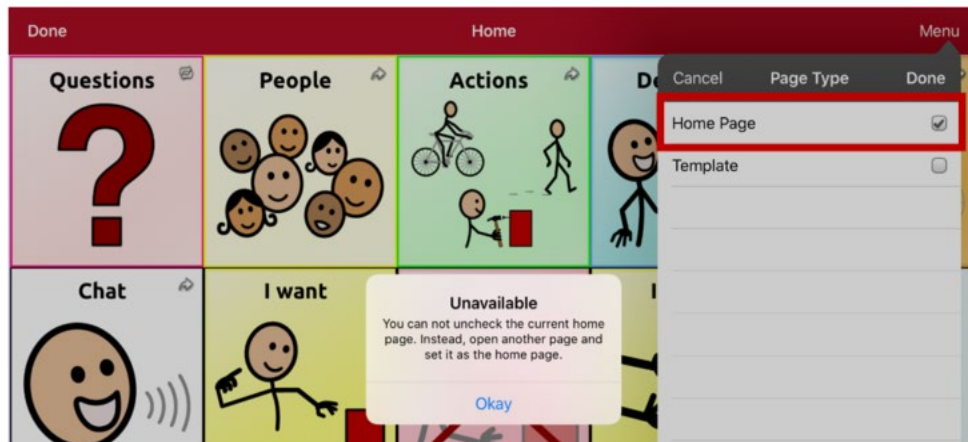 Done Home Menu
Questions People Actions
Cancel Page Type Done
Home Page
Template
Chat I want
Unavailable
You can not uncheck the current home
page. Instead, open another page and
set it as the home page.
Okay